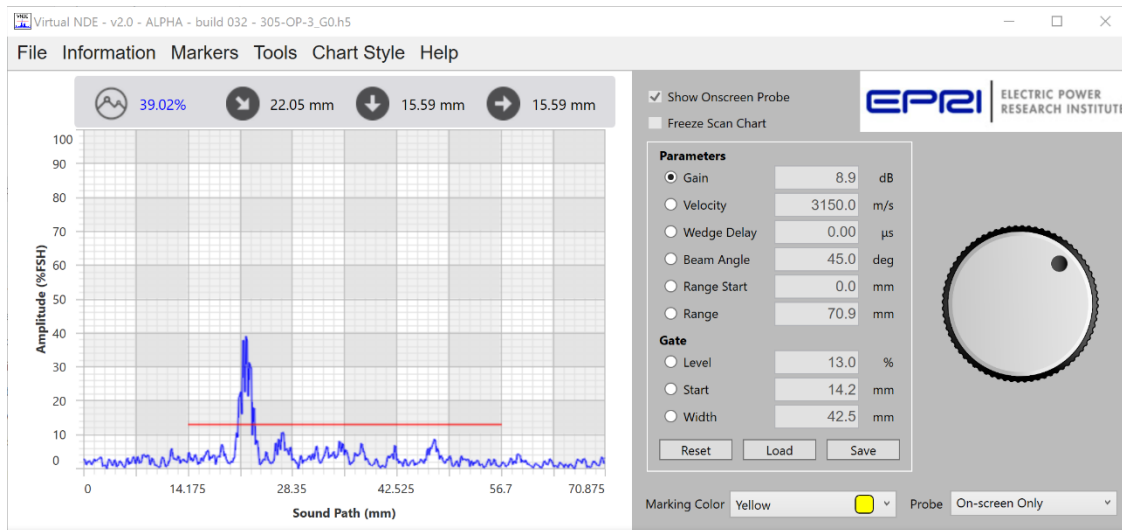 Virtual NDE - v2.0 - ALPHA - build 032 - 305-OP-3_G0.h5
File Information Markers Tools Chart Style Help
39.02% 22.05 mm 15.59 mm 15.59 mm
100
90
80
70
60
50
40
30
20
10
0
Amplitude (%FSH)
0 14.175 28.35 42.525 56.7 70.875
Sound Path (mm)
Show Onscreen Probe
Freeze Scan Chart
EPRI ELECTRIC POWER
RESEARCH INSTITUTE
Parameters
Gain 8.9 dB
Velocity 3150.0 m/s
Wedge Delay 0.00 µs
Beam Angle 45.0 deg
Range Start 0.0 mm
Range 70.9 mm
Gate
Level 13.0 %
Start 14.2 mm
Width 42.5 mm
Reset Load Save
Marking Color Yellow Probe On-screen Only